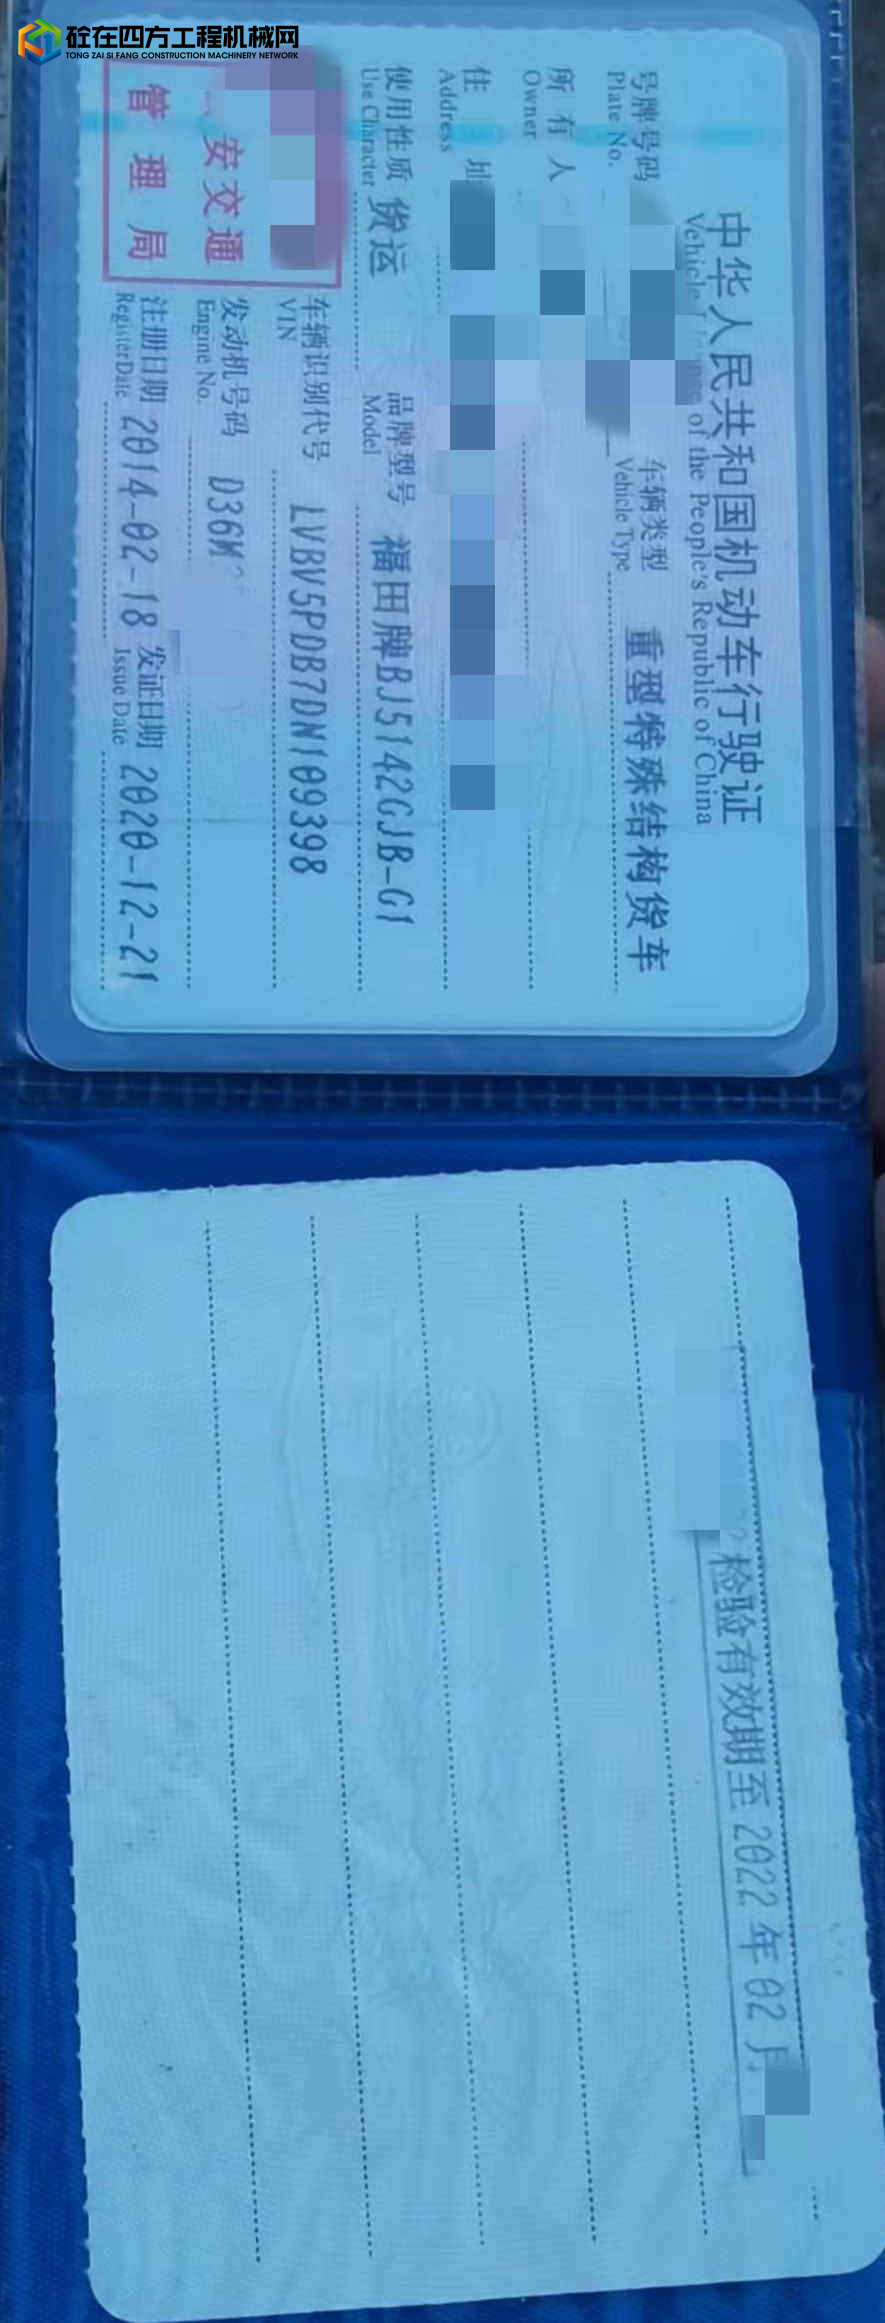 砼在四方工程机械网
TONG ZAI SI FANG CONSTRUCTION MACHINERY NETWORK
中华人民共和国机动车行驶证
Vehicle of the People's Republic of China
号牌号码
Plate No.
车辆类型 重型特殊结构货车
Vehicle Type
所有人
Owner
住址
Address
使用性质 货运
Use Character
品牌型号 福田牌BJ5142GJB-G1
Model
车辆识别代号 LVBV5PDB7DN109398
VIN
发动机号码 D36M
Engine No.
注册日期 2014-02-18 发证日期 2020-12-21
Register Date Issue Date
安交通
管理局
检验有效期至2022年02月